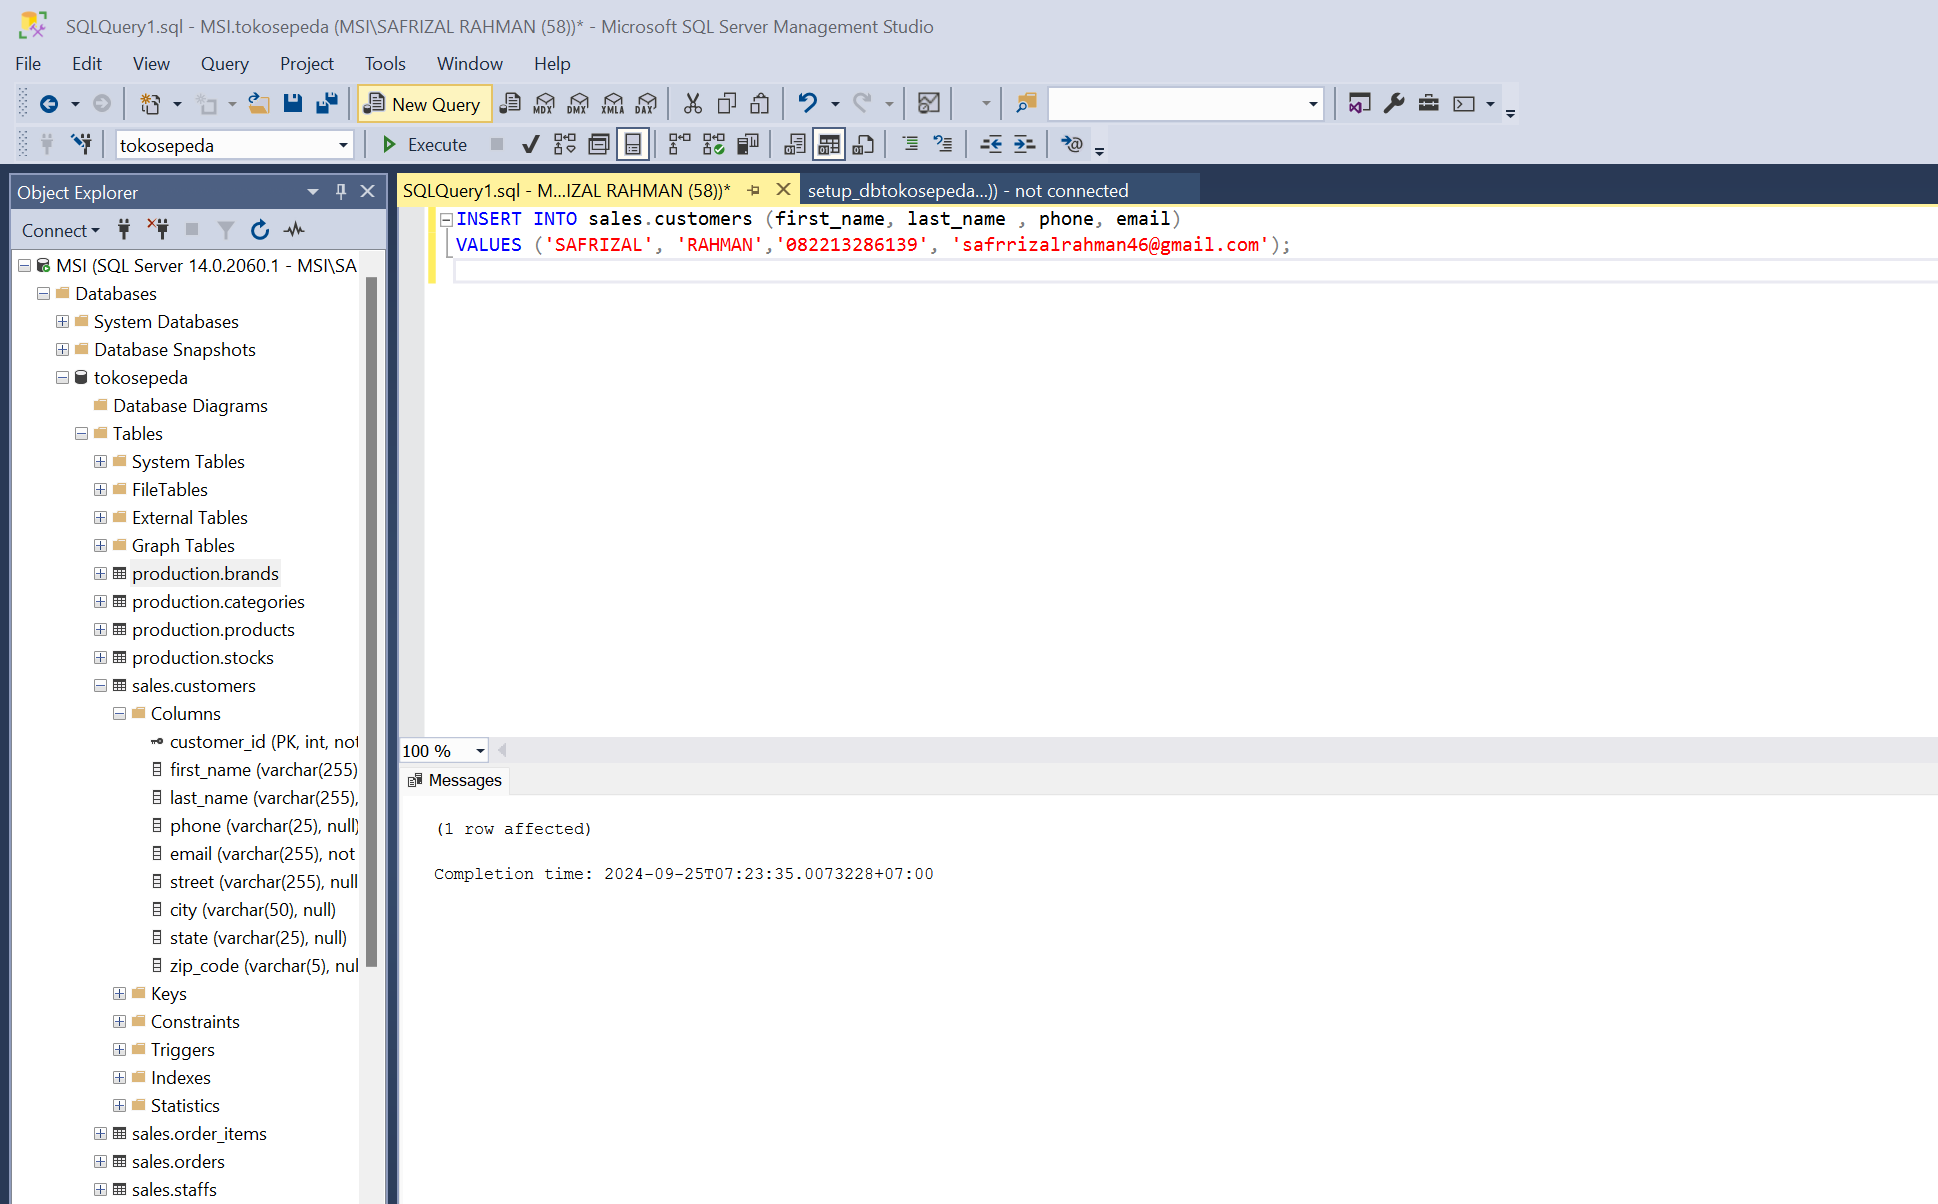 SQLQuery1.sql - MSI.tokosepeda (MSI\SAFRIZAL RAHMAN (58))* - Microsoft SQL Server Management Studio
File Edit View Query Project Tools Window Help
New Query MDX DMX XMLA DAX
tokosepeda Execute
Object Explorer
Connect
MSI (SQL Server 14.0.2060.1 - MSI\SA
Databases
System Databases
Database Snapshots
tokosepeda
Database Diagrams
Tables
System Tables
FileTables
External Tables
Graph Tables
production.brands
production.categories
production.products
production.stocks
sales.customers
Columns
customer_id (PK, int, not
first_name (varchar(255)
last_name (varchar(255),
phone (varchar(25), null)
email (varchar(255), not
street (varchar(255), null
city (varchar(50), null)
state (varchar(25), null)
zip_code (varchar(5), nul
Keys
Constraints
Triggers
Indexes
Statistics
sales.order_items
sales.orders
sales.staffs
SQLQuery1.sql - M...IZAL RAHMAN (58))* setup_dbtokosepeda...)) - not connected
INSERT INTO sales.customers (first_name, last_name , phone, email)
VALUES ('SAFRIZAL', 'RAHMAN','082213286139', 'safrrizalrahman46@gmail.com');
100 %
Messages
(1 row affected)
Completion time: 2024-09-25T07:23:35.0073228+07:00